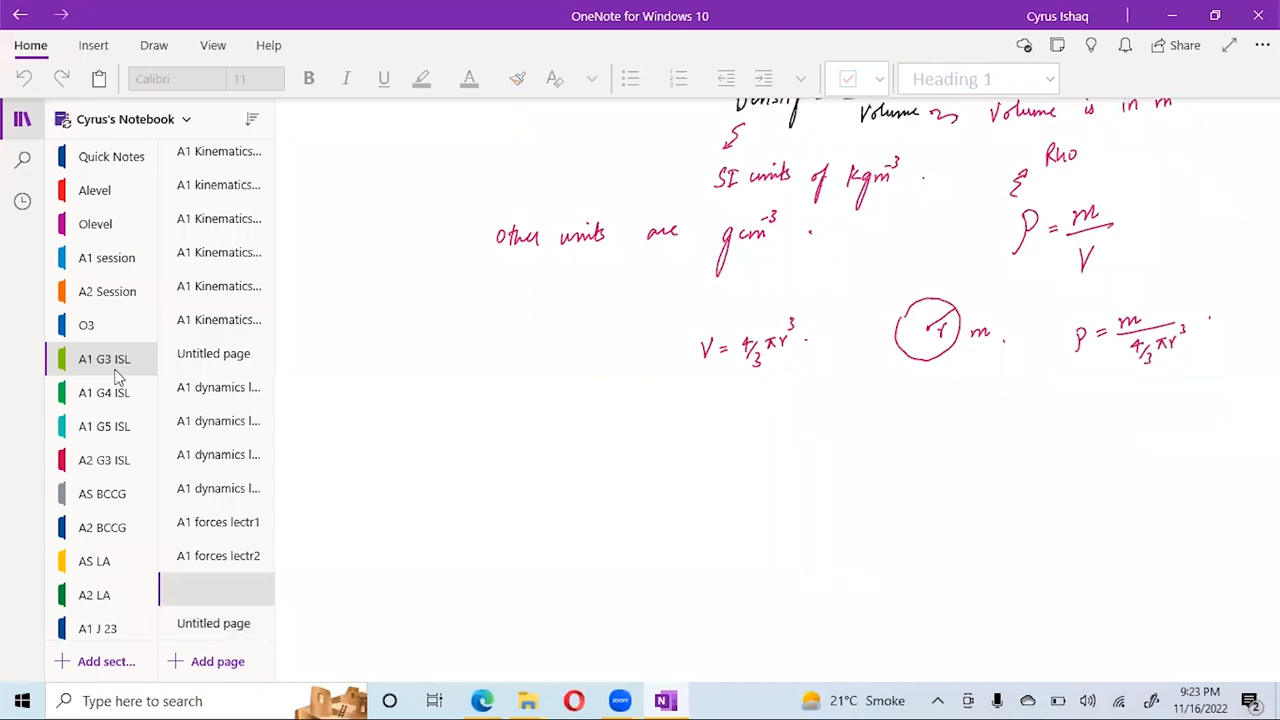 OneNote for Windows 10
Cyrus Ishaq
Home Insert Draw View Help
Share
Calibri 11 B I U A Heading 1
Cyrus's Notebook
Quick Notes
Alevel
Olevel
A1 session
A2 Session
O3
A1 G3 ISL
A1 G4 ISL
A1 G5 ISL
A2 G3 ISL
AS BCCG
A2 BCCG
AS LA
A2 LA
A1 J 23
Add sect...
A1 Kinematics...
A1 kinematics...
A1 Kinematics...
A1 Kinematics...
A1 Kinematics...
A1 Kinematics...
Untitled page
A1 dynamics l...
A1 dynamics l...
A1 dynamics l...
A1 dynamics l...
A1 forces lectr1
A1 forces lectr2
Untitled page
Add page
Density = Volume Volume is in m
SI units of kgm⁻³.
Rho
Other units are gcm⁻³.
ρ = m/V
V = 4/3 πr³.
r m.
ρ = m / 4/3 πr³.
Type here to search
21°C Smoke
9:23 PM
11/16/2022
2